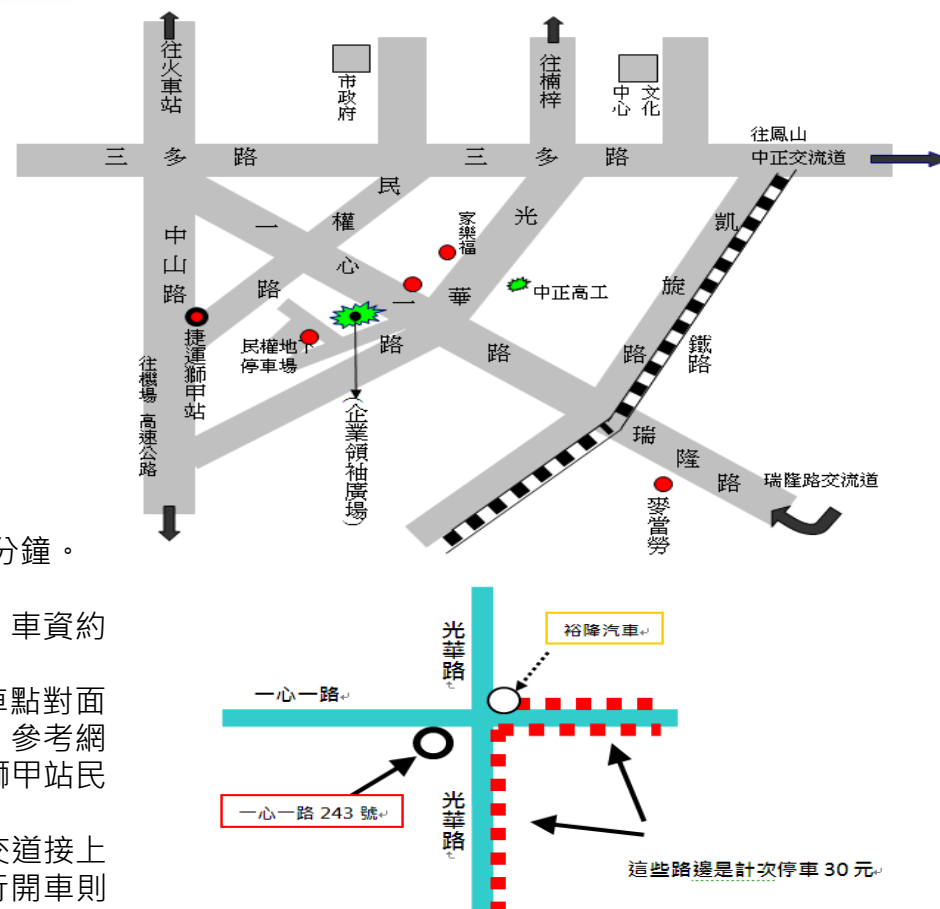 往火車站
市政府
往楠梓
文化
中心
往鳳山
中正交流道
三多路
三多路
民權路
一心一路
光華路
凱旋路
家樂福
中正高工
中山路
捷運獅甲站
民權地下
停車場
鐵路
往機場 高速公路
(企業領袖廣場)
瑞隆路
瑞隆路交流道
麥當勞
分鐘。
車資約
車點對面
參考網
獅甲站民
交道接上
行開車則
光華路
裕隆汽車
一心一路
一心一路 243 號
光華路
這些路邊是計次停車 30 元